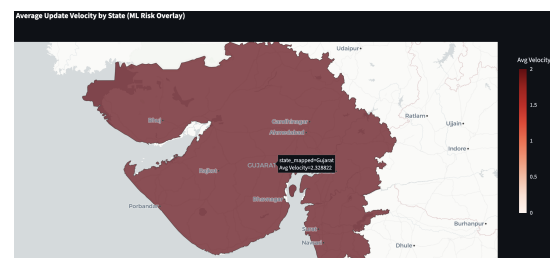 Average Update Velocity by State (ML Risk Overlay)
Udaipur
Avg Velocity
2
Bhuj
Gandhinagar
Ratlam
Ujjain
Ahmedabad
1.5
Indore
state_mapped=Gujarat
GUJARAT
Avg Velocity=2.328822
Rajkot
1
Bhavnagar
Porbandar
0.5
Burhanpur
Surat
0
Navsari
Dhule